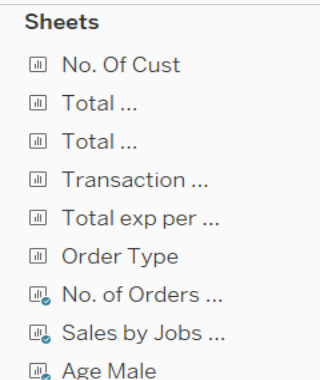 Sheets
No. Of Cust
Total ...
Total ...
Transaction ...
Total exp per ...
Order Type
No. of Orders ...
Sales by Jobs ...
Age Male